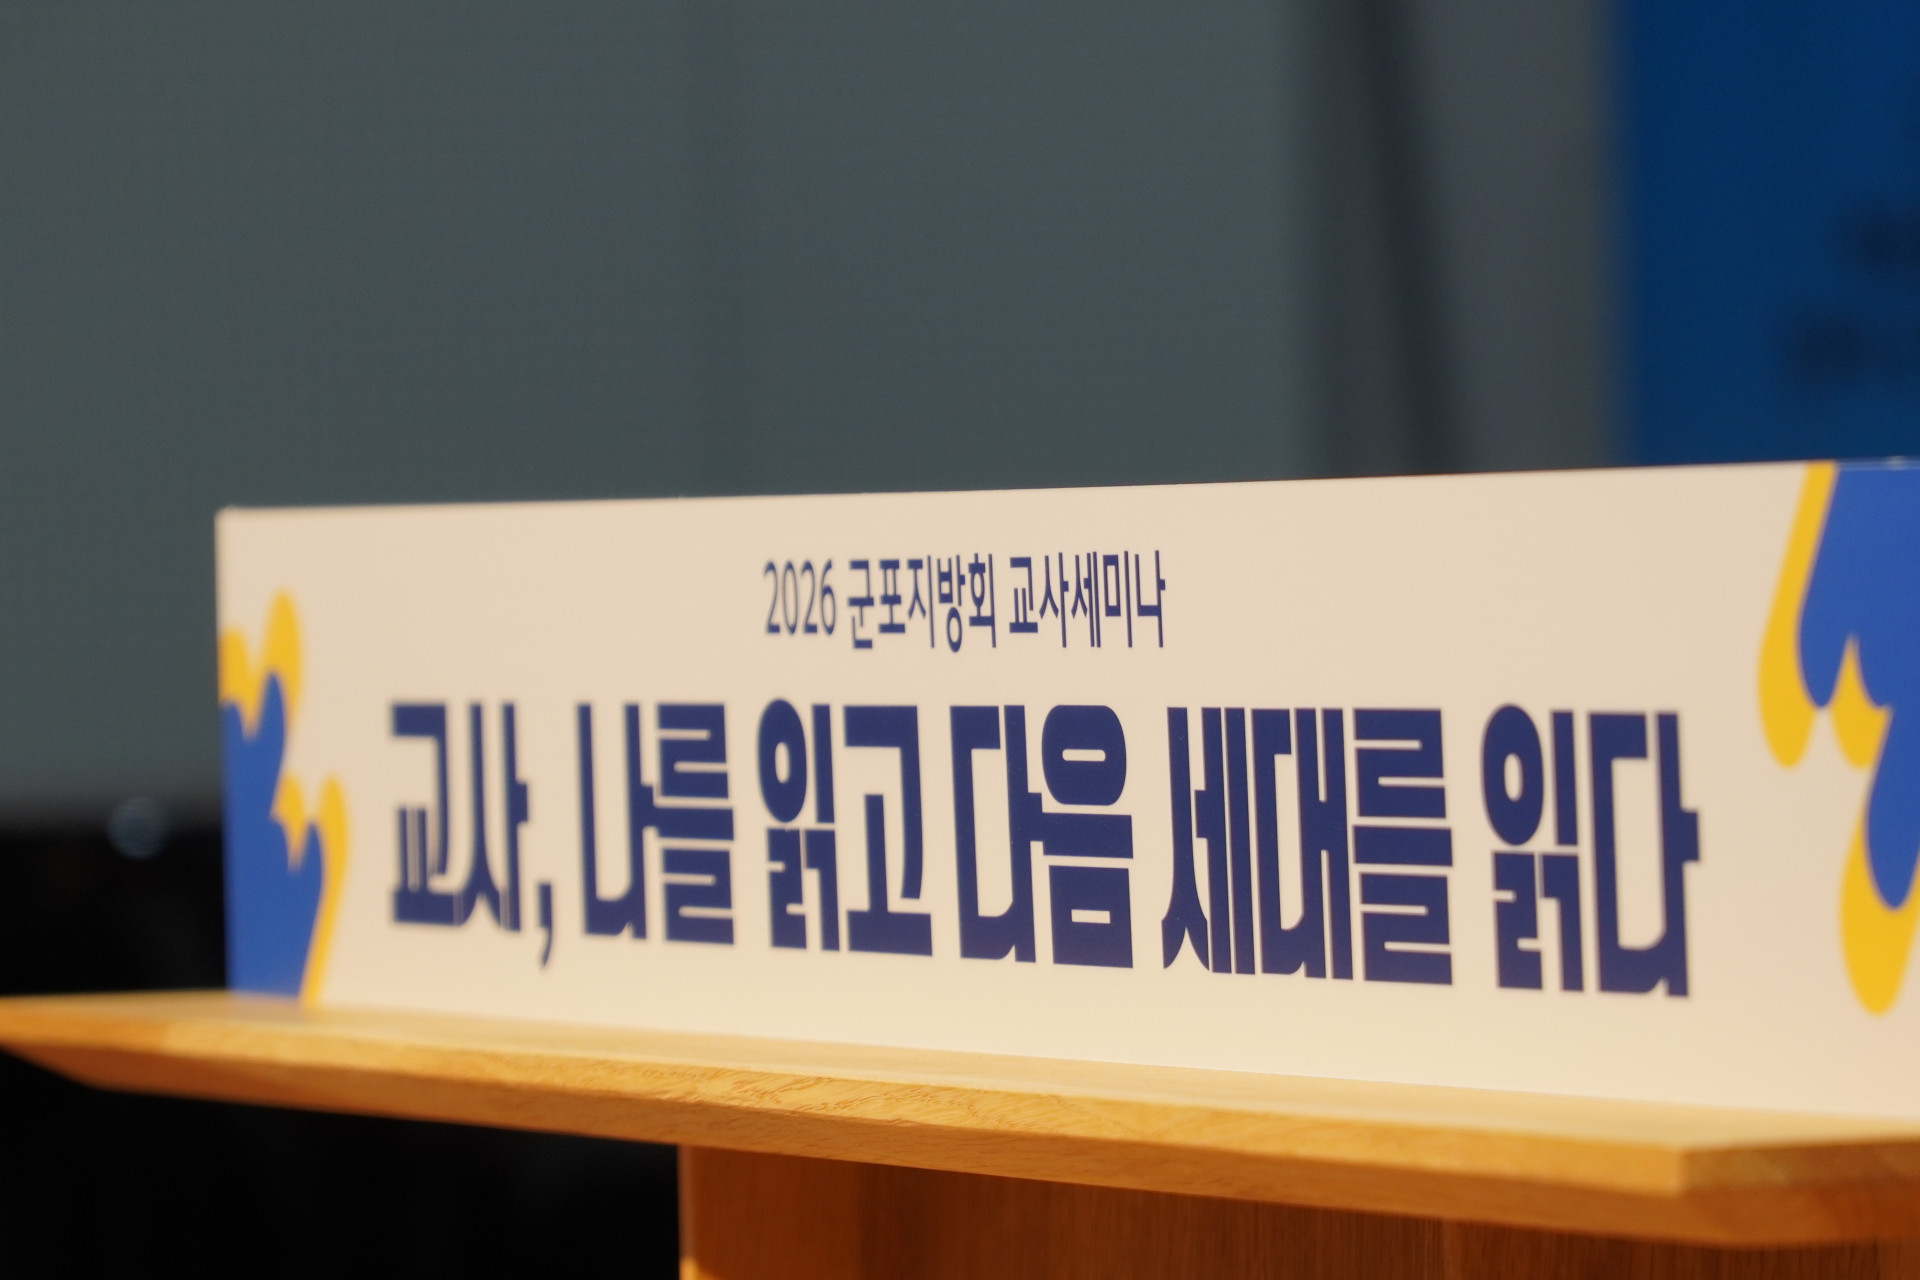 2026 군포지방회 교사세미나
교사, 나를 읽고 다음 세대를 읽다